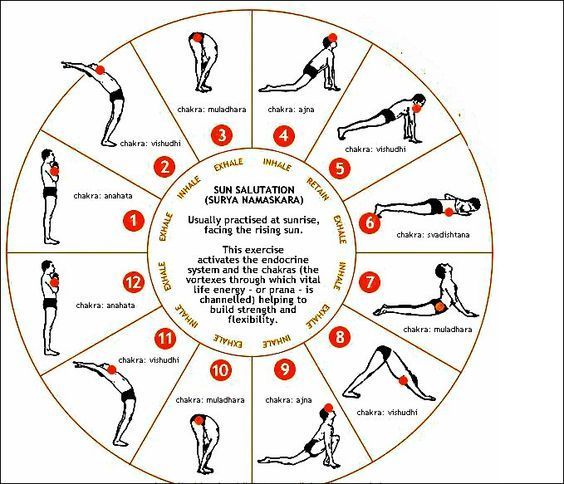 SUN SALUTATION
(SURYA NAMASKARA)
Usually practised at sunrise,
facing the rising sun.
This exercise
activates the endocrine
system and the chakras (the
vortexes through which vital
life energy - or prana - is
channelled) helping to
build strength and
flexibility.
chakra: anahata
1
EXHALE
chakra: vishudhi
2
INHALE
chakra: muladhara
3
EXHALE
chakra: ajna
4
INHALE
chakra: vishudhi
5
RETAIN
chakra: svadishtana
6
EXHALE
chakra: muladhara
7
INHALE
chakra: vishudhi
8
EXHALE
chakra: ajna
9
INHALE
chakra: muladhara
10
EXHALE
chakra: vishudhi
11
INHALE
chakra: anahata
12
EXHALE